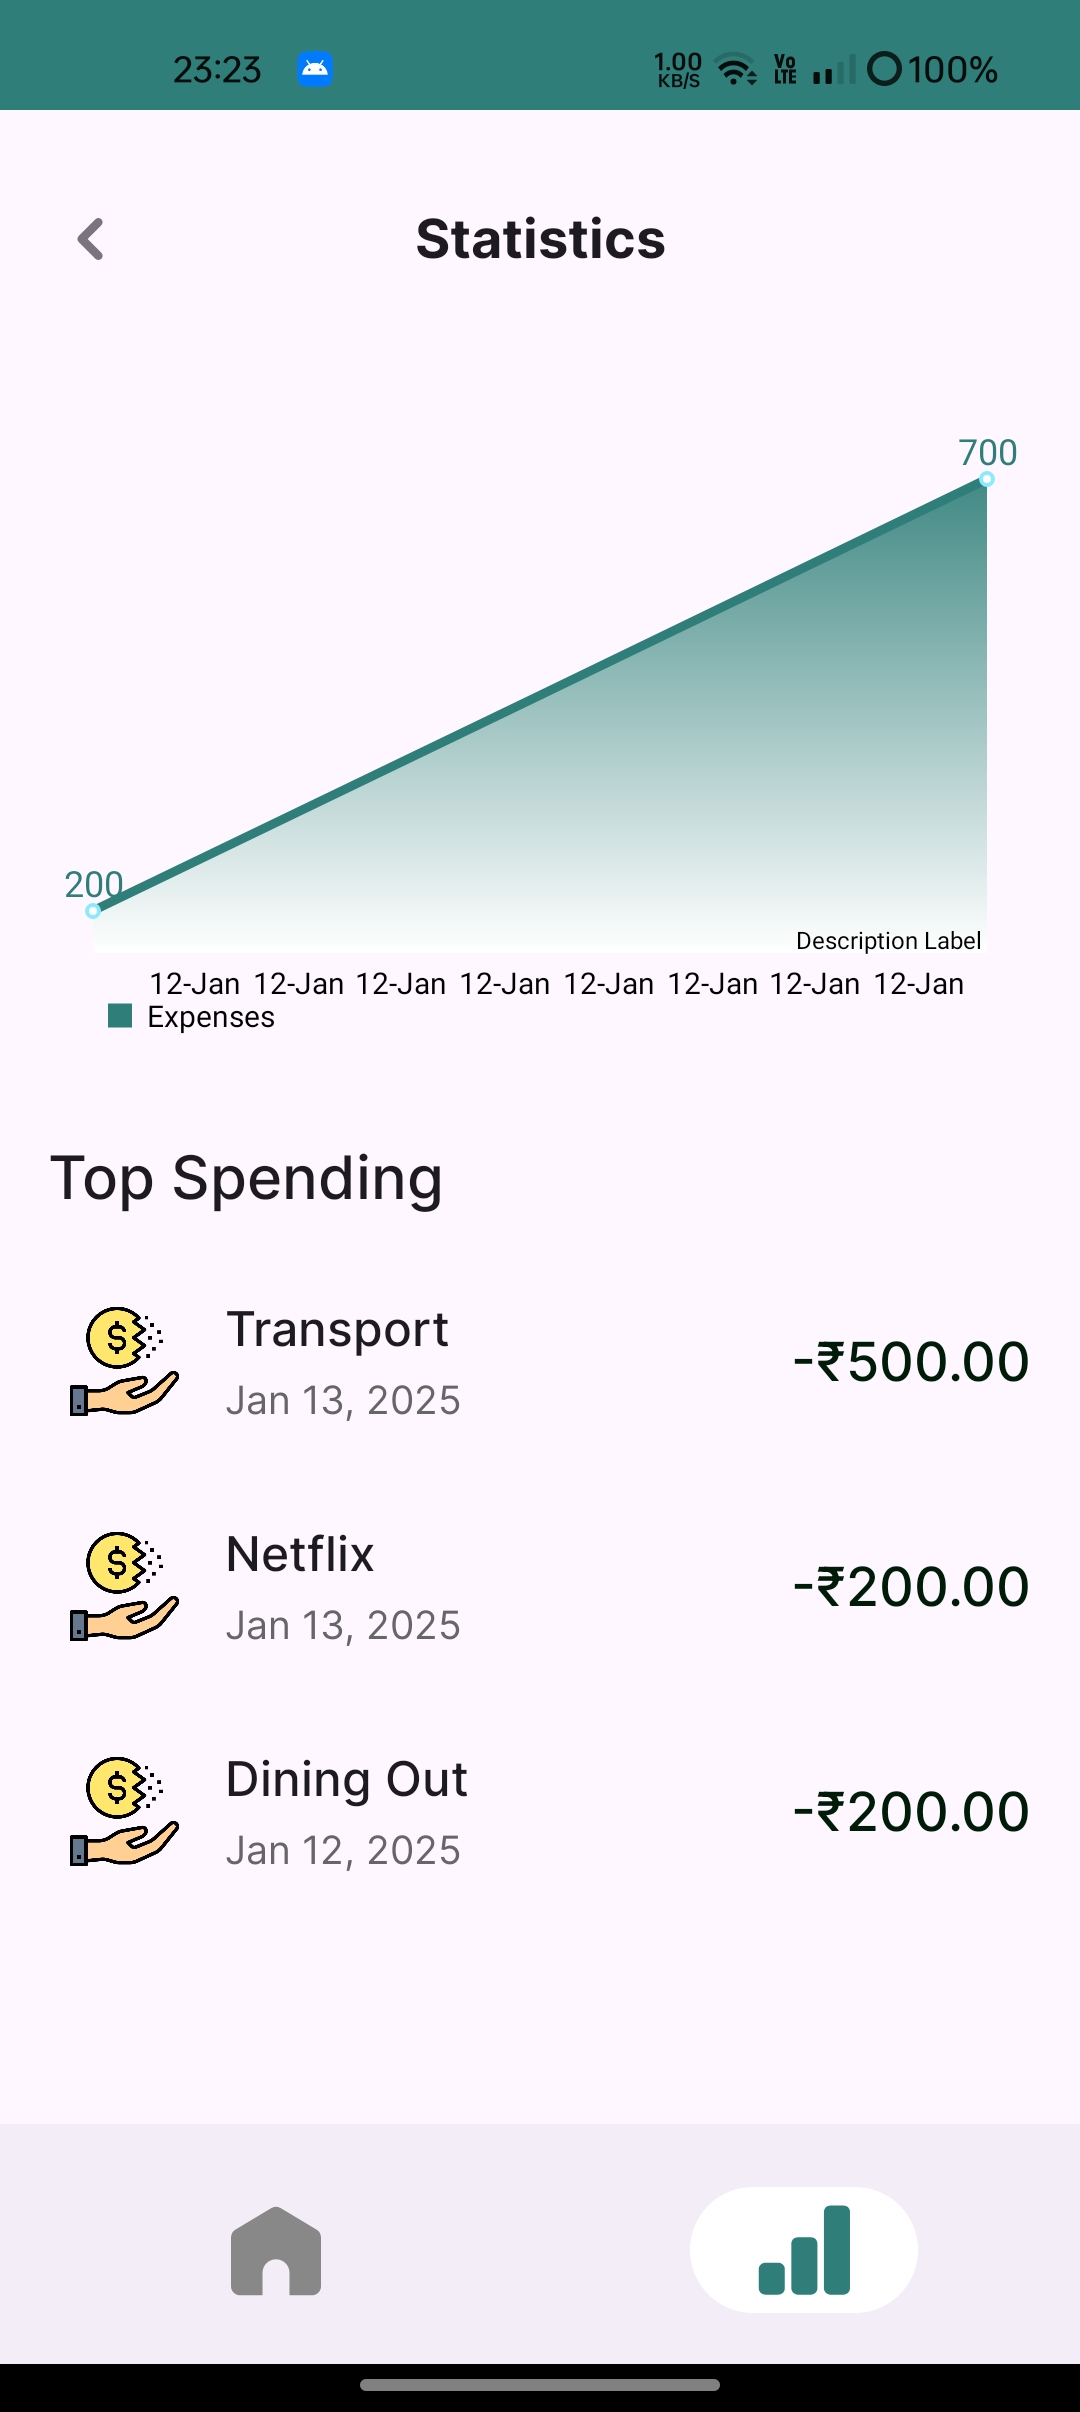 23:23 1.00 KB/S Vo LTE 100%
Statistics
700
200
Description Label
12-Jan 12-Jan 12-Jan 12-Jan 12-Jan 12-Jan 12-Jan 12-Jan
Expenses
Top Spending
Transport
Jan 13, 2025
-₹500.00
Netflix
Jan 13, 2025
-₹200.00
Dining Out
Jan 12, 2025
-₹200.00